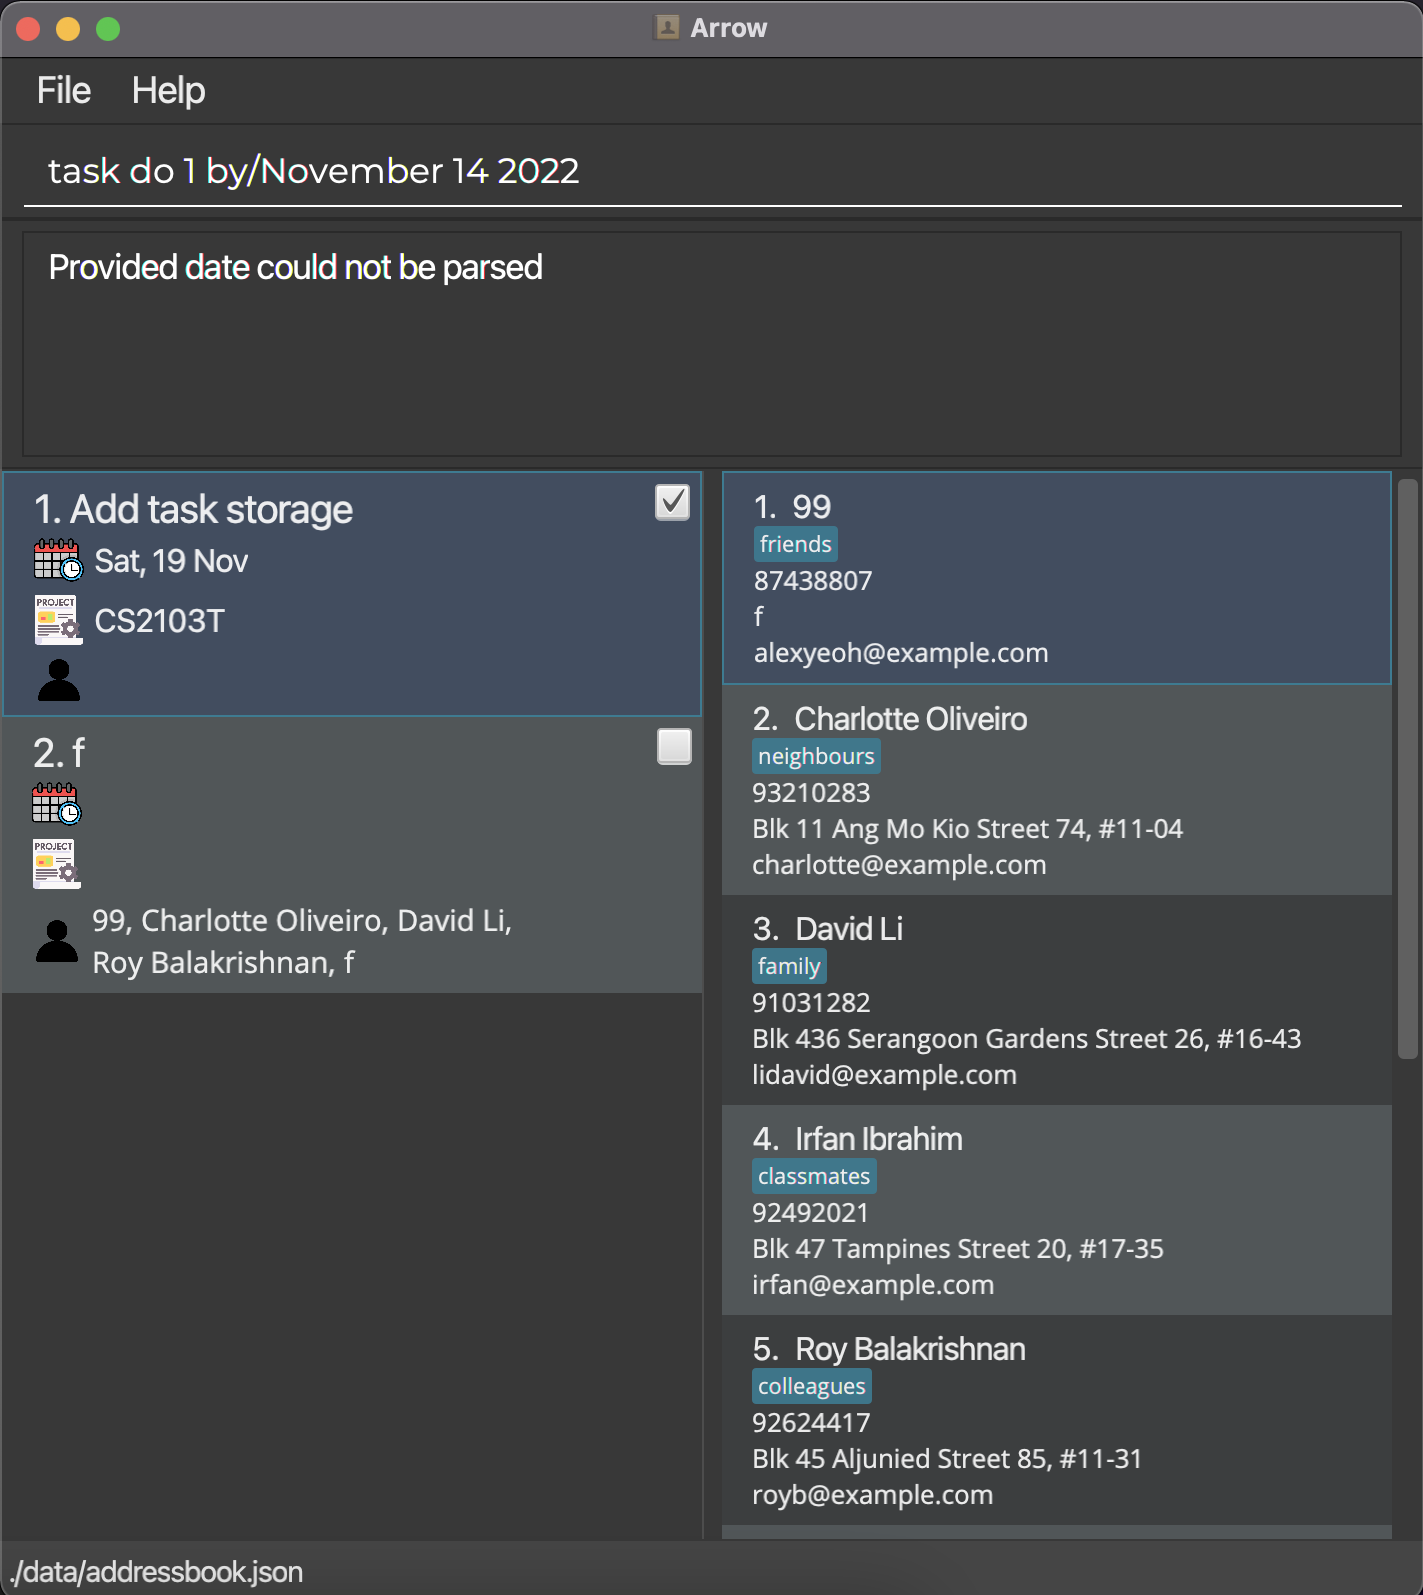 Arrow
File Help
task do 1 by/November 14 2022
Provided date could not be parsed
1. Add task storage
Sat, 19 Nov
PROJECT
CS2103T
2. f
PROJECT
99, Charlotte Oliveiro, David Li,
Roy Balakrishnan, f
1. 99
friends
87438807
f
alexyeoh@example.com
2. Charlotte Oliveiro
neighbours
93210283
Blk 11 Ang Mo Kio Street 74, #11-04
charlotte@example.com
3. David Li
family
91031282
Blk 436 Serangoon Gardens Street 26, #16-43
lidavid@example.com
4. Irfan Ibrahim
classmates
92492021
Blk 47 Tampines Street 20, #17-35
irfan@example.com
5. Roy Balakrishnan
colleagues
92624417
Blk 45 Aljunied Street 85, #11-31
royb@example.com
./data/addressbook.json